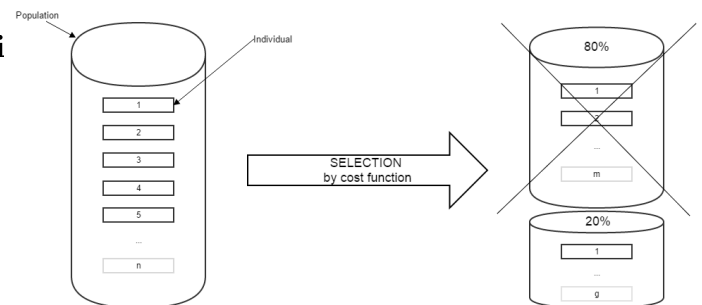 Population
i
Individual
1
2
3
4
5
...
n
SELECTION
by cost function
80%
1
2
...
m
20%
1
...
g